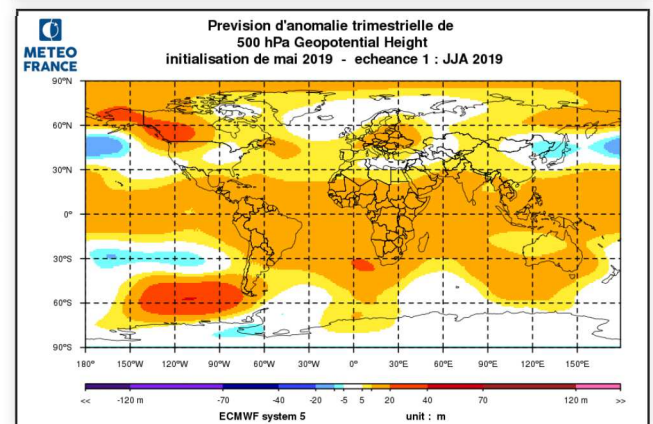 METEO
FRANCE
Prevision d'anomalie trimestrielle de
500 hPa Geopotential Height
initialisation de mai 2019 - echeance 1 : JJA 2019
90°N
60°N
30°N
0°
30°S
60°S
90°S
180° 150°W 120°W 90°W 60°W 30°W 0° 30°E 60°E 90°E 120°E 150°E
<< -120 m -70 -40 -20 -5 5 20 40 70 120 m >>
ECMWF system 5 unit : m